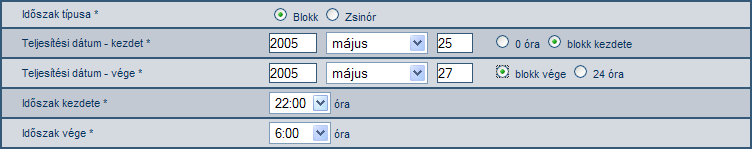 Időszak típusa * Blokk Zsinór
Teljesítési dátum - kezdet * 2005 május 25 0 óra blokk kezdete
Teljesítési dátum - vége * 2005 május 27 blokk vége 24 óra
Időszak kezdete * 22:00 óra
Időszak vége * 6:00 óra